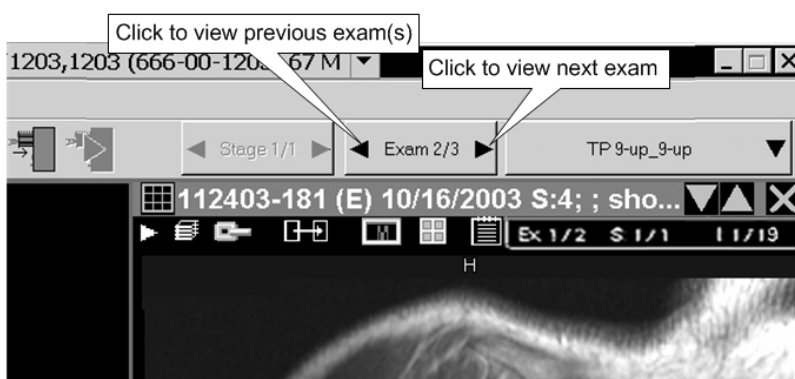 Click to view previous exam(s)
1203,1203 (666-00-1203 67 M
Click to view next exam
Stage 1/1
Exam 2/3
TP 9-up_9-up
112403-181 (E) 10/16/2003 S:4; ; sho...
Ex 1/2 S 1/1 I 1/19
H